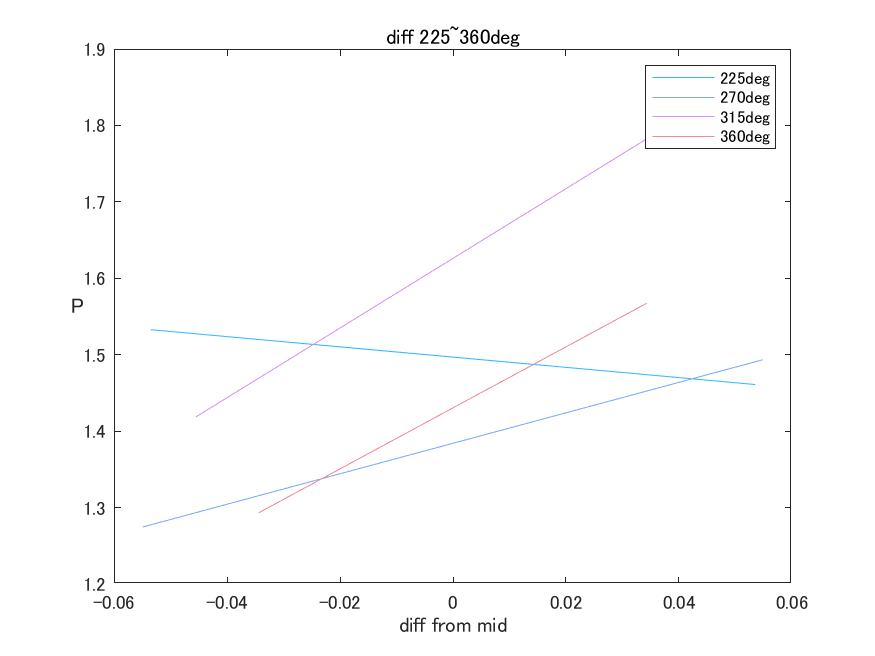 diff 225~360deg
1.9
1.8
1.7
1.6
1.5
1.4
1.3
1.2
P
225deg
270deg
315deg
360deg
−0.06
−0.04
−0.02
0
0.02
0.04
0.06
diff from mid